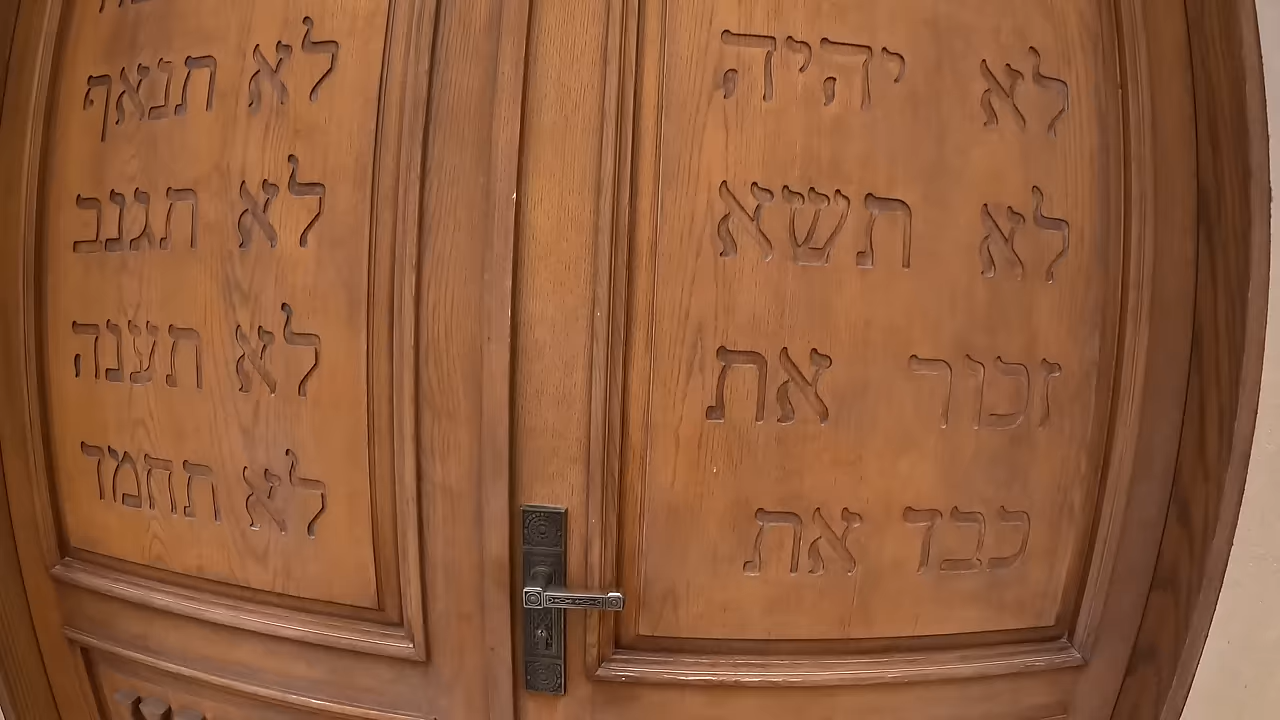 לא יהיה
לא תשא
זכור את
כבד את
לא תנאף
לא תגנב
לא תענה
לא תחמד